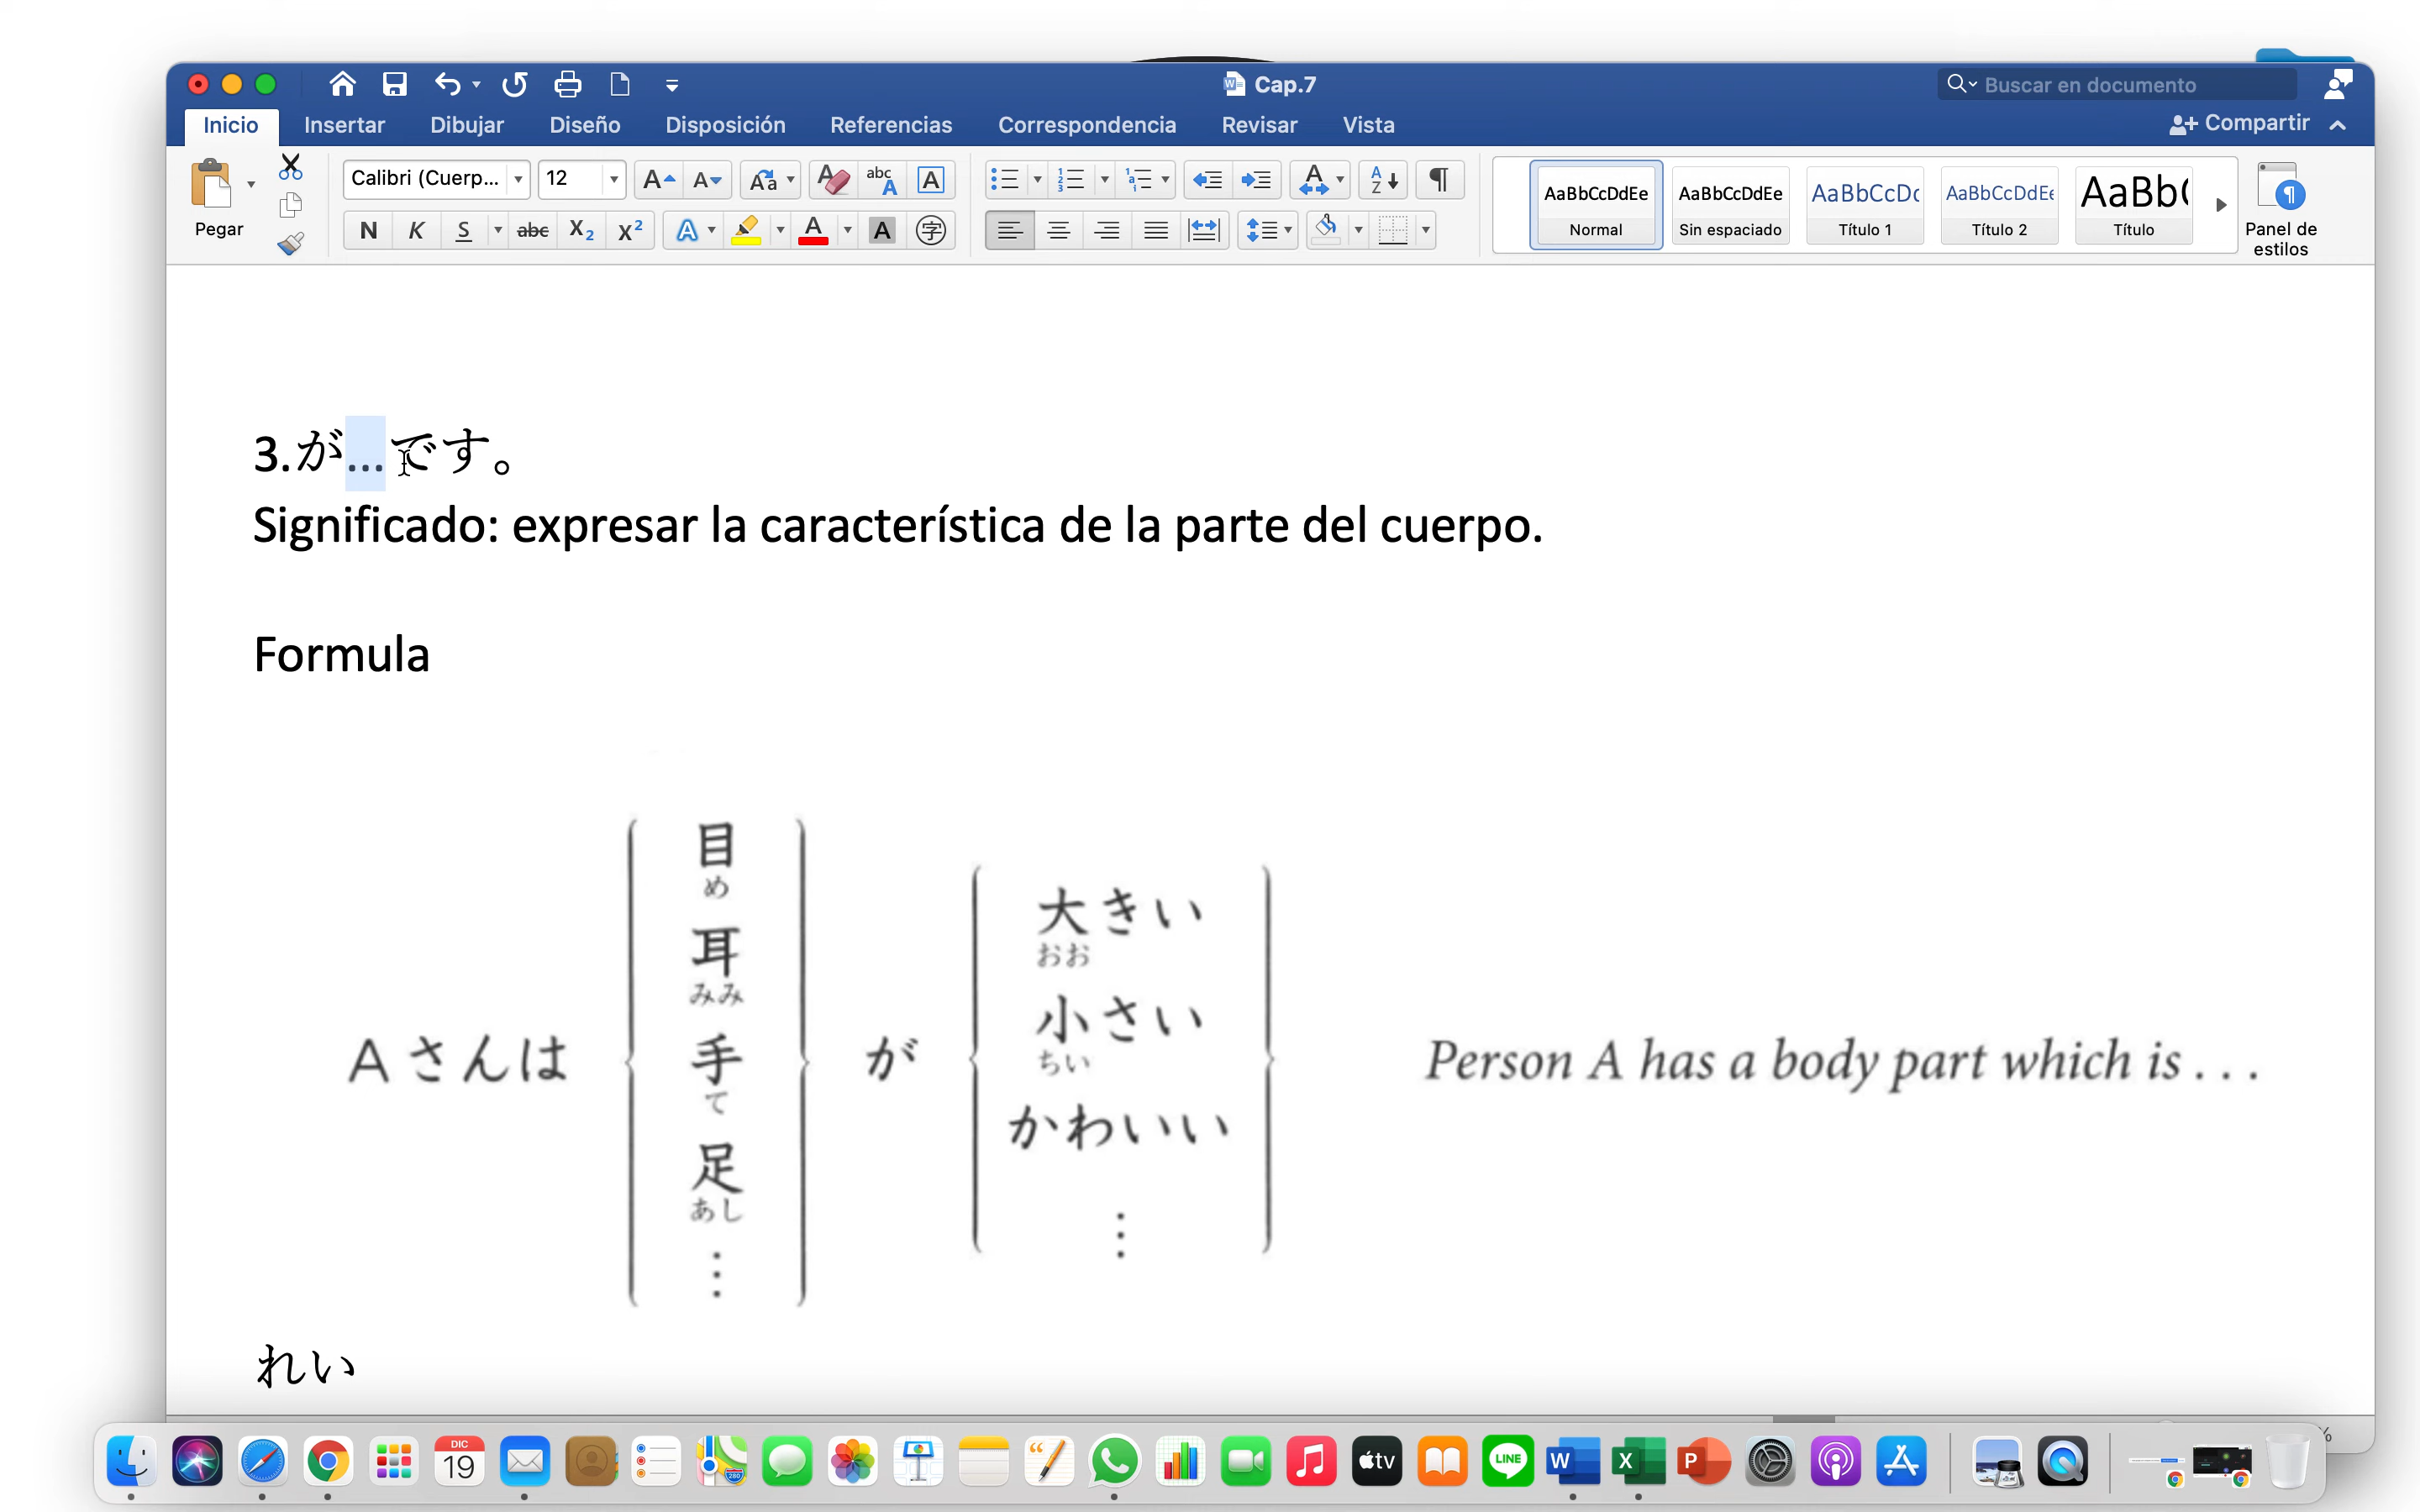 Cap.7
Buscar en documento
Inicio
Insertar
Dibujar
Diseño
Disposición
Referencias
Correspondencia
Revisar
Vista
Compartir
Pegar
Calibri (Cuerp...
12
AaBbCcDdEe
Normal
AaBbCcDdEe
Sin espaciado
AaBbCcDc
Título 1
AaBbCcDdEe
Título 2
AaBb(
Título
Panel de
estilos
3.が…です。
Significado: expresar la característica de la parte del cuerpo.
Formula
Aさんは
目
め
耳
みみ
手
て
足
あし
⋮
が
大きい
おお
小さい
ちい
かわいい
⋮
Person A has a body part which is . . .
れい
DIC
19
280
tv
LINE
W
X
P
%